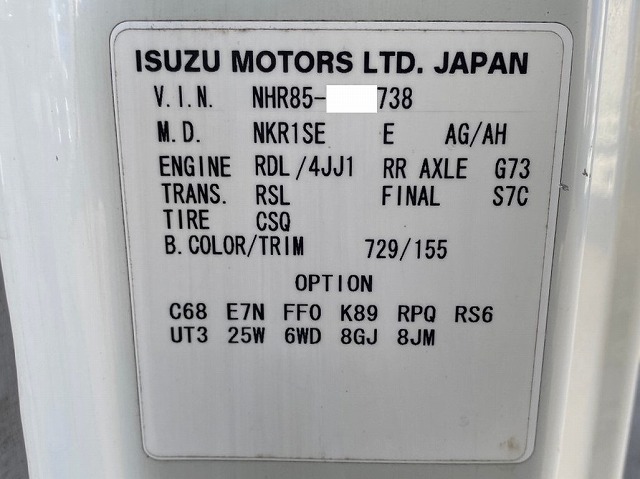 ISUZU MOTORS LTD. JAPAN
V.I.N. NHR85- 738
M.D. NKR1SE E AG/AH
ENGINE RDL/4JJ1 RR AXLE G73
TRANS. RSL FINAL S7C
TIRE CSQ
B.COLOR/TRIM 729/155
OPTION
C68 E7N FF0 K89 RPQ RS6
UT3 25W 6WD 8GJ 8JM